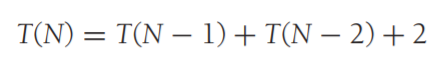 T(N) = T(N − 1) + T(N − 2) + 2